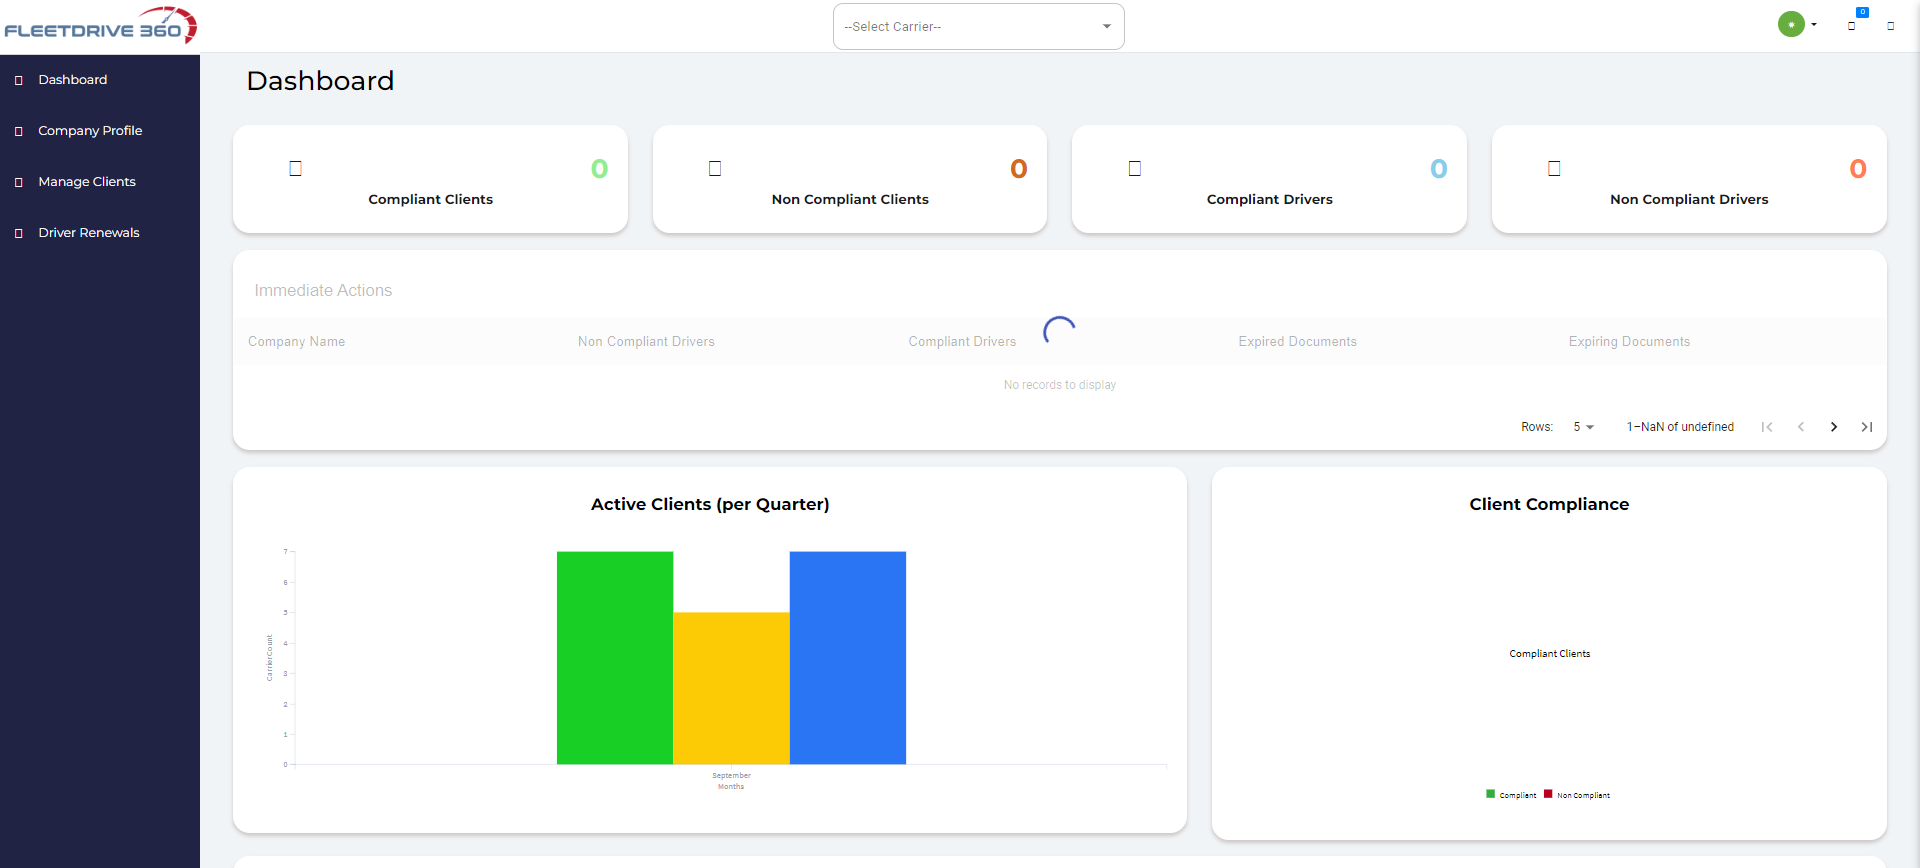 FLEETDRIVE 360
--Select Carrier--
0
Dashboard
Company Profile
Manage Clients
Driver Renewals
Dashboard
0
Compliant Clients
0
Non Compliant Clients
0
Compliant Drivers
0
Non Compliant Drivers
Immediate Actions
Company Name Non Compliant Drivers Compliant Drivers Expired Documents Expiring Documents
No records to display
Rows: 5 1–NaN of undefined
Active Clients (per Quarter)
7
6
5
4
3
2
1
0
CarrierCount
September
Months
Client Compliance
Compliant Clients
Compliant Non Compliant